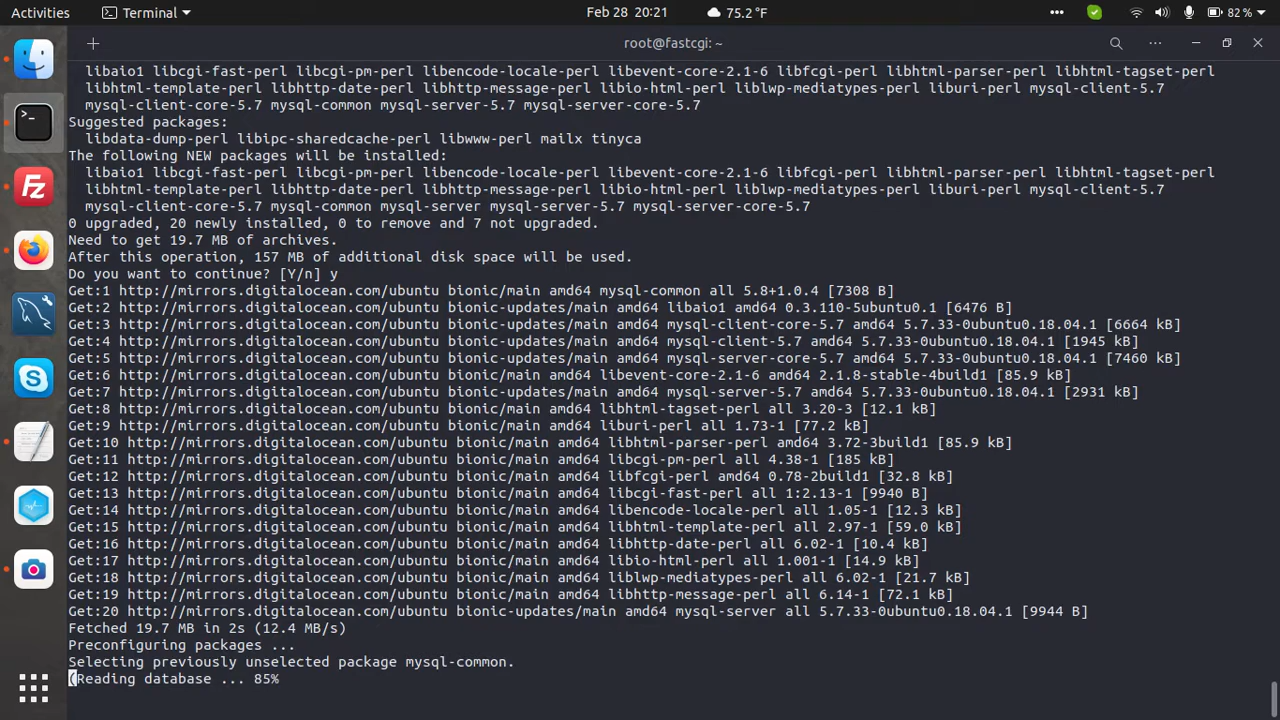 Activities
Terminal
Feb 28 20:21
75.2 °F
82 %
root@fastcgi: ~
libaio1 libcgi-fast-perl libcgi-pm-perl libencode-locale-perl libevent-core-2.1-6 libfcgi-perl libhtml-parser-perl libhtml-tagset-perl
libhtml-template-perl libhttp-date-perl libhttp-message-perl libio-html-perl liblwp-mediatypes-perl liburi-perl mysql-client-5.7
mysql-client-core-5.7 mysql-common mysql-server-5.7 mysql-server-core-5.7
Suggested packages:
libdata-dump-perl libipc-sharedcache-perl libwww-perl mailx tinyca
The following NEW packages will be installed:
libaio1 libcgi-fast-perl libcgi-pm-perl libencode-locale-perl libevent-core-2.1-6 libfcgi-perl libhtml-parser-perl libhtml-tagset-perl
libhtml-template-perl libhttp-date-perl libhttp-message-perl libio-html-perl liblwp-mediatypes-perl liburi-perl mysql-client-5.7
mysql-client-core-5.7 mysql-common mysql-server mysql-server-5.7 mysql-server-core-5.7
0 upgraded, 20 newly installed, 0 to remove and 7 not upgraded.
Need to get 19.7 MB of archives.
After this operation, 157 MB of additional disk space will be used.
Do you want to continue? [Y/n] y
Get:1 http://mirrors.digitalocean.com/ubuntu bionic/main amd64 mysql-common all 5.8+1.0.4 [7308 B]
Get:2 http://mirrors.digitalocean.com/ubuntu bionic-updates/main amd64 libaio1 amd64 0.3.110-5ubuntu0.1 [6476 B]
Get:3 http://mirrors.digitalocean.com/ubuntu bionic-updates/main amd64 mysql-client-core-5.7 amd64 5.7.33-0ubuntu0.18.04.1 [6664 kB]
Get:4 http://mirrors.digitalocean.com/ubuntu bionic-updates/main amd64 mysql-client-5.7 amd64 5.7.33-0ubuntu0.18.04.1 [1945 kB]
Get:5 http://mirrors.digitalocean.com/ubuntu bionic-updates/main amd64 mysql-server-core-5.7 amd64 5.7.33-0ubuntu0.18.04.1 [7460 kB]
Get:6 http://mirrors.digitalocean.com/ubuntu bionic/main amd64 libevent-core-2.1-6 amd64 2.1.8-stable-4build1 [85.9 kB]
Get:7 http://mirrors.digitalocean.com/ubuntu bionic-updates/main amd64 mysql-server-5.7 amd64 5.7.33-0ubuntu0.18.04.1 [2931 kB]
Get:8 http://mirrors.digitalocean.com/ubuntu bionic/main amd64 libhtml-tagset-perl all 3.20-3 [12.1 kB]
Get:9 http://mirrors.digitalocean.com/ubuntu bionic/main amd64 liburi-perl all 1.73-1 [77.2 kB]
Get:10 http://mirrors.digitalocean.com/ubuntu bionic/main amd64 libhtml-parser-perl amd64 3.72-3build1 [85.9 kB]
Get:11 http://mirrors.digitalocean.com/ubuntu bionic/main amd64 libcgi-pm-perl all 4.38-1 [185 kB]
Get:12 http://mirrors.digitalocean.com/ubuntu bionic/main amd64 libfcgi-perl amd64 0.78-2build1 [32.8 kB]
Get:13 http://mirrors.digitalocean.com/ubuntu bionic/main amd64 libcgi-fast-perl all 1:2.13-1 [9940 B]
Get:14 http://mirrors.digitalocean.com/ubuntu bionic/main amd64 libencode-locale-perl all 1.05-1 [12.3 kB]
Get:15 http://mirrors.digitalocean.com/ubuntu bionic/main amd64 libhtml-template-perl all 2.97-1 [59.0 kB]
Get:16 http://mirrors.digitalocean.com/ubuntu bionic/main amd64 libhttp-date-perl all 6.02-1 [10.4 kB]
Get:17 http://mirrors.digitalocean.com/ubuntu bionic/main amd64 libio-html-perl all 1.001-1 [14.9 kB]
Get:18 http://mirrors.digitalocean.com/ubuntu bionic/main amd64 liblwp-mediatypes-perl all 6.02-1 [21.7 kB]
Get:19 http://mirrors.digitalocean.com/ubuntu bionic/main amd64 libhttp-message-perl all 6.14-1 [72.1 kB]
Get:20 http://mirrors.digitalocean.com/ubuntu bionic-updates/main amd64 mysql-server all 5.7.33-0ubuntu0.18.04.1 [9944 B]
Fetched 19.7 MB in 2s (12.4 MB/s)
Preconfiguring packages ...
Selecting previously unselected package mysql-common.
(Reading database ... 85%